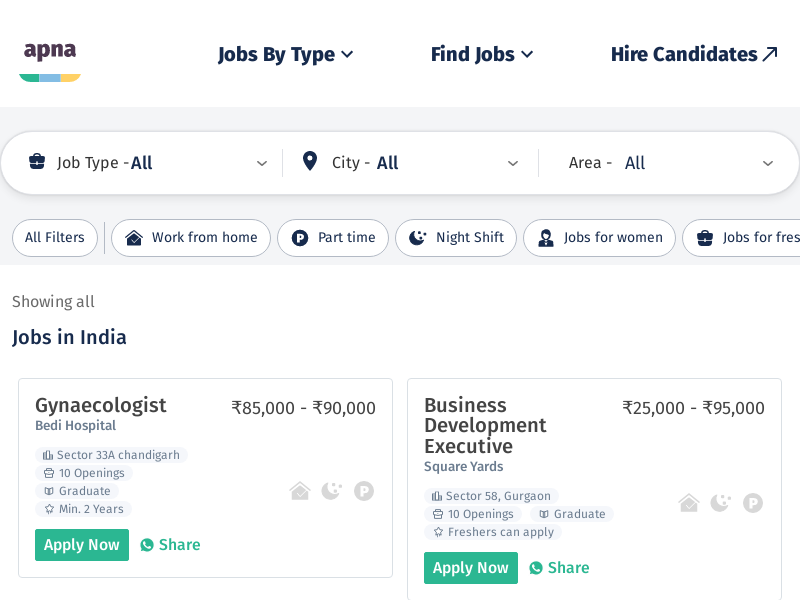 apna
Jobs By Type
Find Jobs
Hire Candidates
Job Type - All
City - All
Area - All
All Filters
Work from home
Part time
Night Shift
Jobs for women
Jobs for fres
Showing all
Jobs in India
Gynaecologist
₹85,000 - ₹90,000
Bedi Hospital
Sector 33A chandigarh
10 Openings
Graduate
Min. 2 Years
Apply Now
Share
Business
Development
Executive
₹25,000 - ₹95,000
Square Yards
Sector 58, Gurgaon
10 Openings
Graduate
Freshers can apply
Apply Now
Share